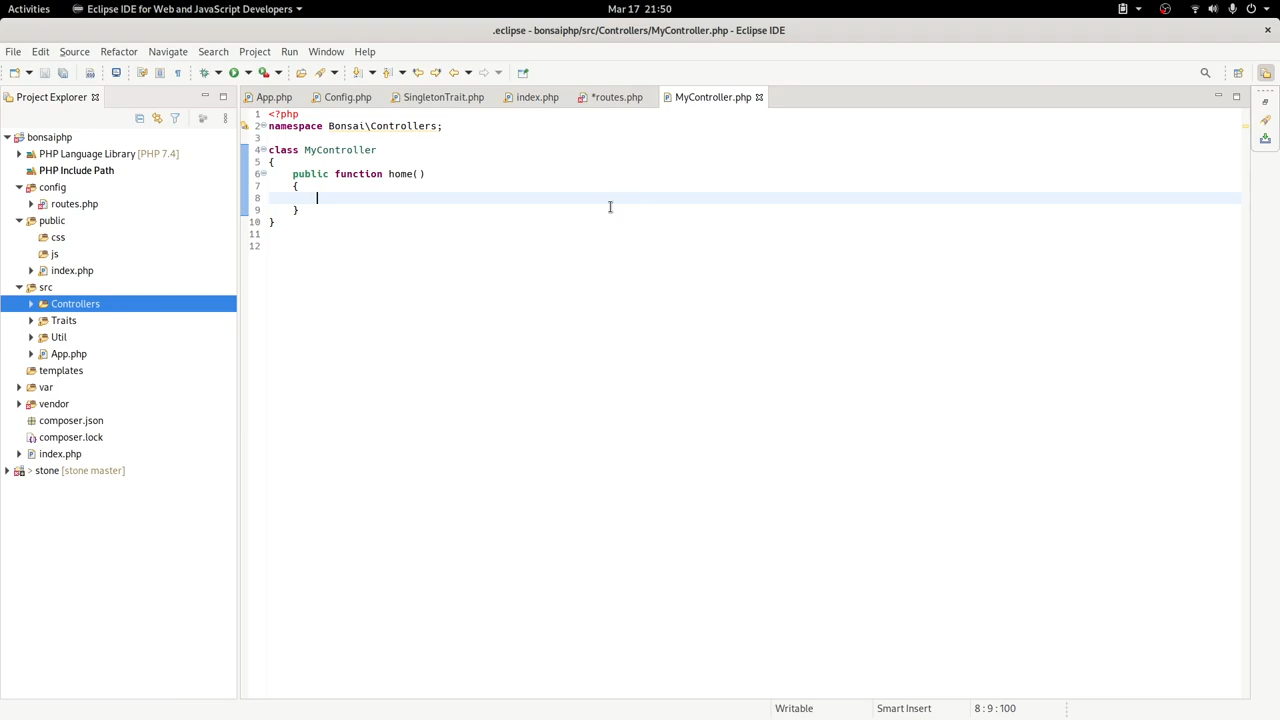 Activities
Eclipse IDE for Web and JavaScript Developers
Mar 17 21:50
.eclipse - bonsaiphp/src/Controllers/MyController.php - Eclipse IDE
File Edit Source Refactor Navigate Search Project Run Window Help
Project Explorer
App.php Config.php SingletonTrait.php index.php *routes.php MyController.php
bonsaiphp
PHP Language Library [PHP 7.4]
PHP Include Path
config
routes.php
public
css
js
index.php
src
Controllers
Traits
Util
App.php
templates
var
vendor
composer.json
composer.lock
index.php
> stone [stone master]
1 <?php
2 namespace Bonsai\Controllers;
3
4 class MyController
5 {
6 public function home()
7 {
8
9 }
10 }
11
12
Writable Smart Insert 8 : 9 : 100